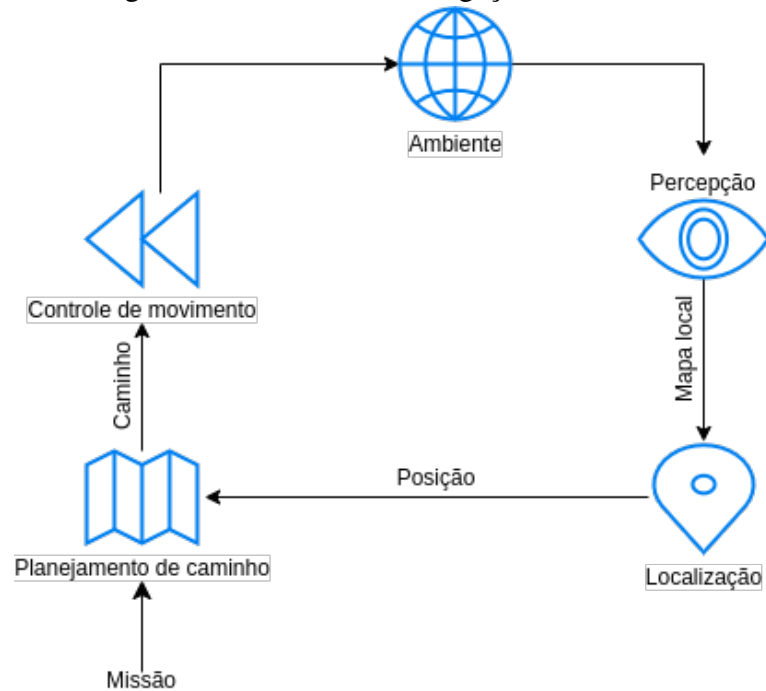 Ambiente
Percepção
Controle de movimento
Mapa local
Caminho
Posição
Planejamento de caminho
Localização
Missão